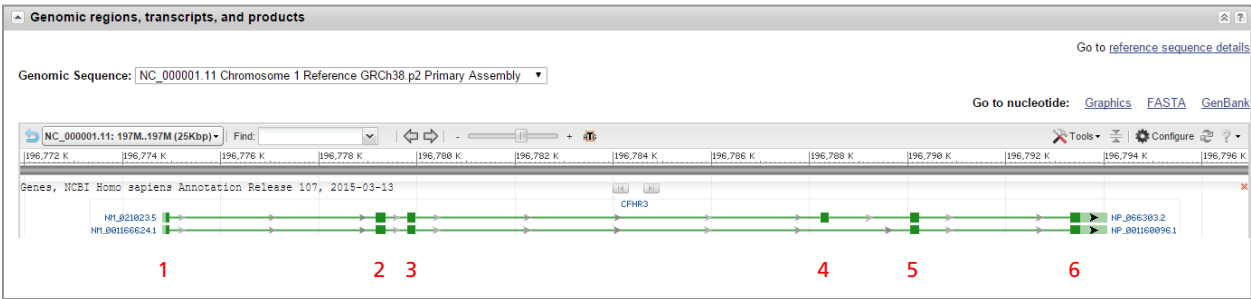 Genomic regions, transcripts, and products
Go to reference sequence details
Genomic Sequence: NC_000001.11 Chromosome 1 Reference GRCh38.p2 Primary Assembly
Go to nucleotide: Graphics FASTA GenBank
NC_000001.11: 197M..197M (25Kbp) Find: - + Tools Configure ?
196,772 K 196,774 K 196,776 K 196,778 K 196,780 K 196,782 K 196,784 K 196,786 K 196,788 K 196,790 K 196,792 K 196,794 K 196,796 K
Genes, NCBI Homo sapiens Annotation Release 107, 2015-03-13
CFHR3
NM_021023.5 NP_066303.2
NM_001166624.1 NP_001160096.1
1 2 3 4 5 6